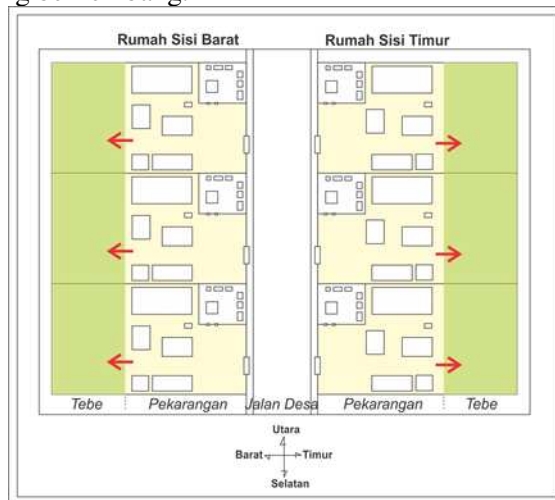 Rumah Sisi Barat Rumah Sisi Timur
Tebe Pekarangan Jalan Desa Pekarangan Tebe
Utara
Barat Timur
Selatan